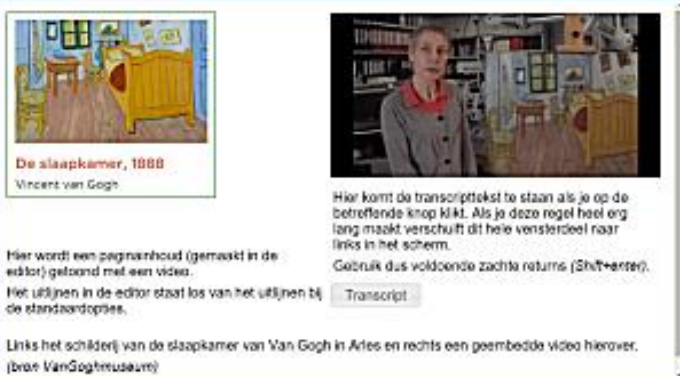 De slaapkamer, 1888
Vincent van Gogh
Hier komt de transcripttekst te staan als je op de
betreffende knop klikt. Als je deze regel heel erg
lang maakt verschuift dit hele vensterdeel naar
links in het scherm.
Gebruik dus voldoende zachte returns (Shift+enter).
Transcript
Hier wordt een paginainhoud (gemaakt in de
editor) getoond met een video.
Het uitlijnen in de editor staat los van het uitlijnen bij
de standaardopties.
Links het schilderij van de slaapkamer van Van Gogh in Arles en rechts een geembedde video hierover.
(bron VanGoghmuseum)